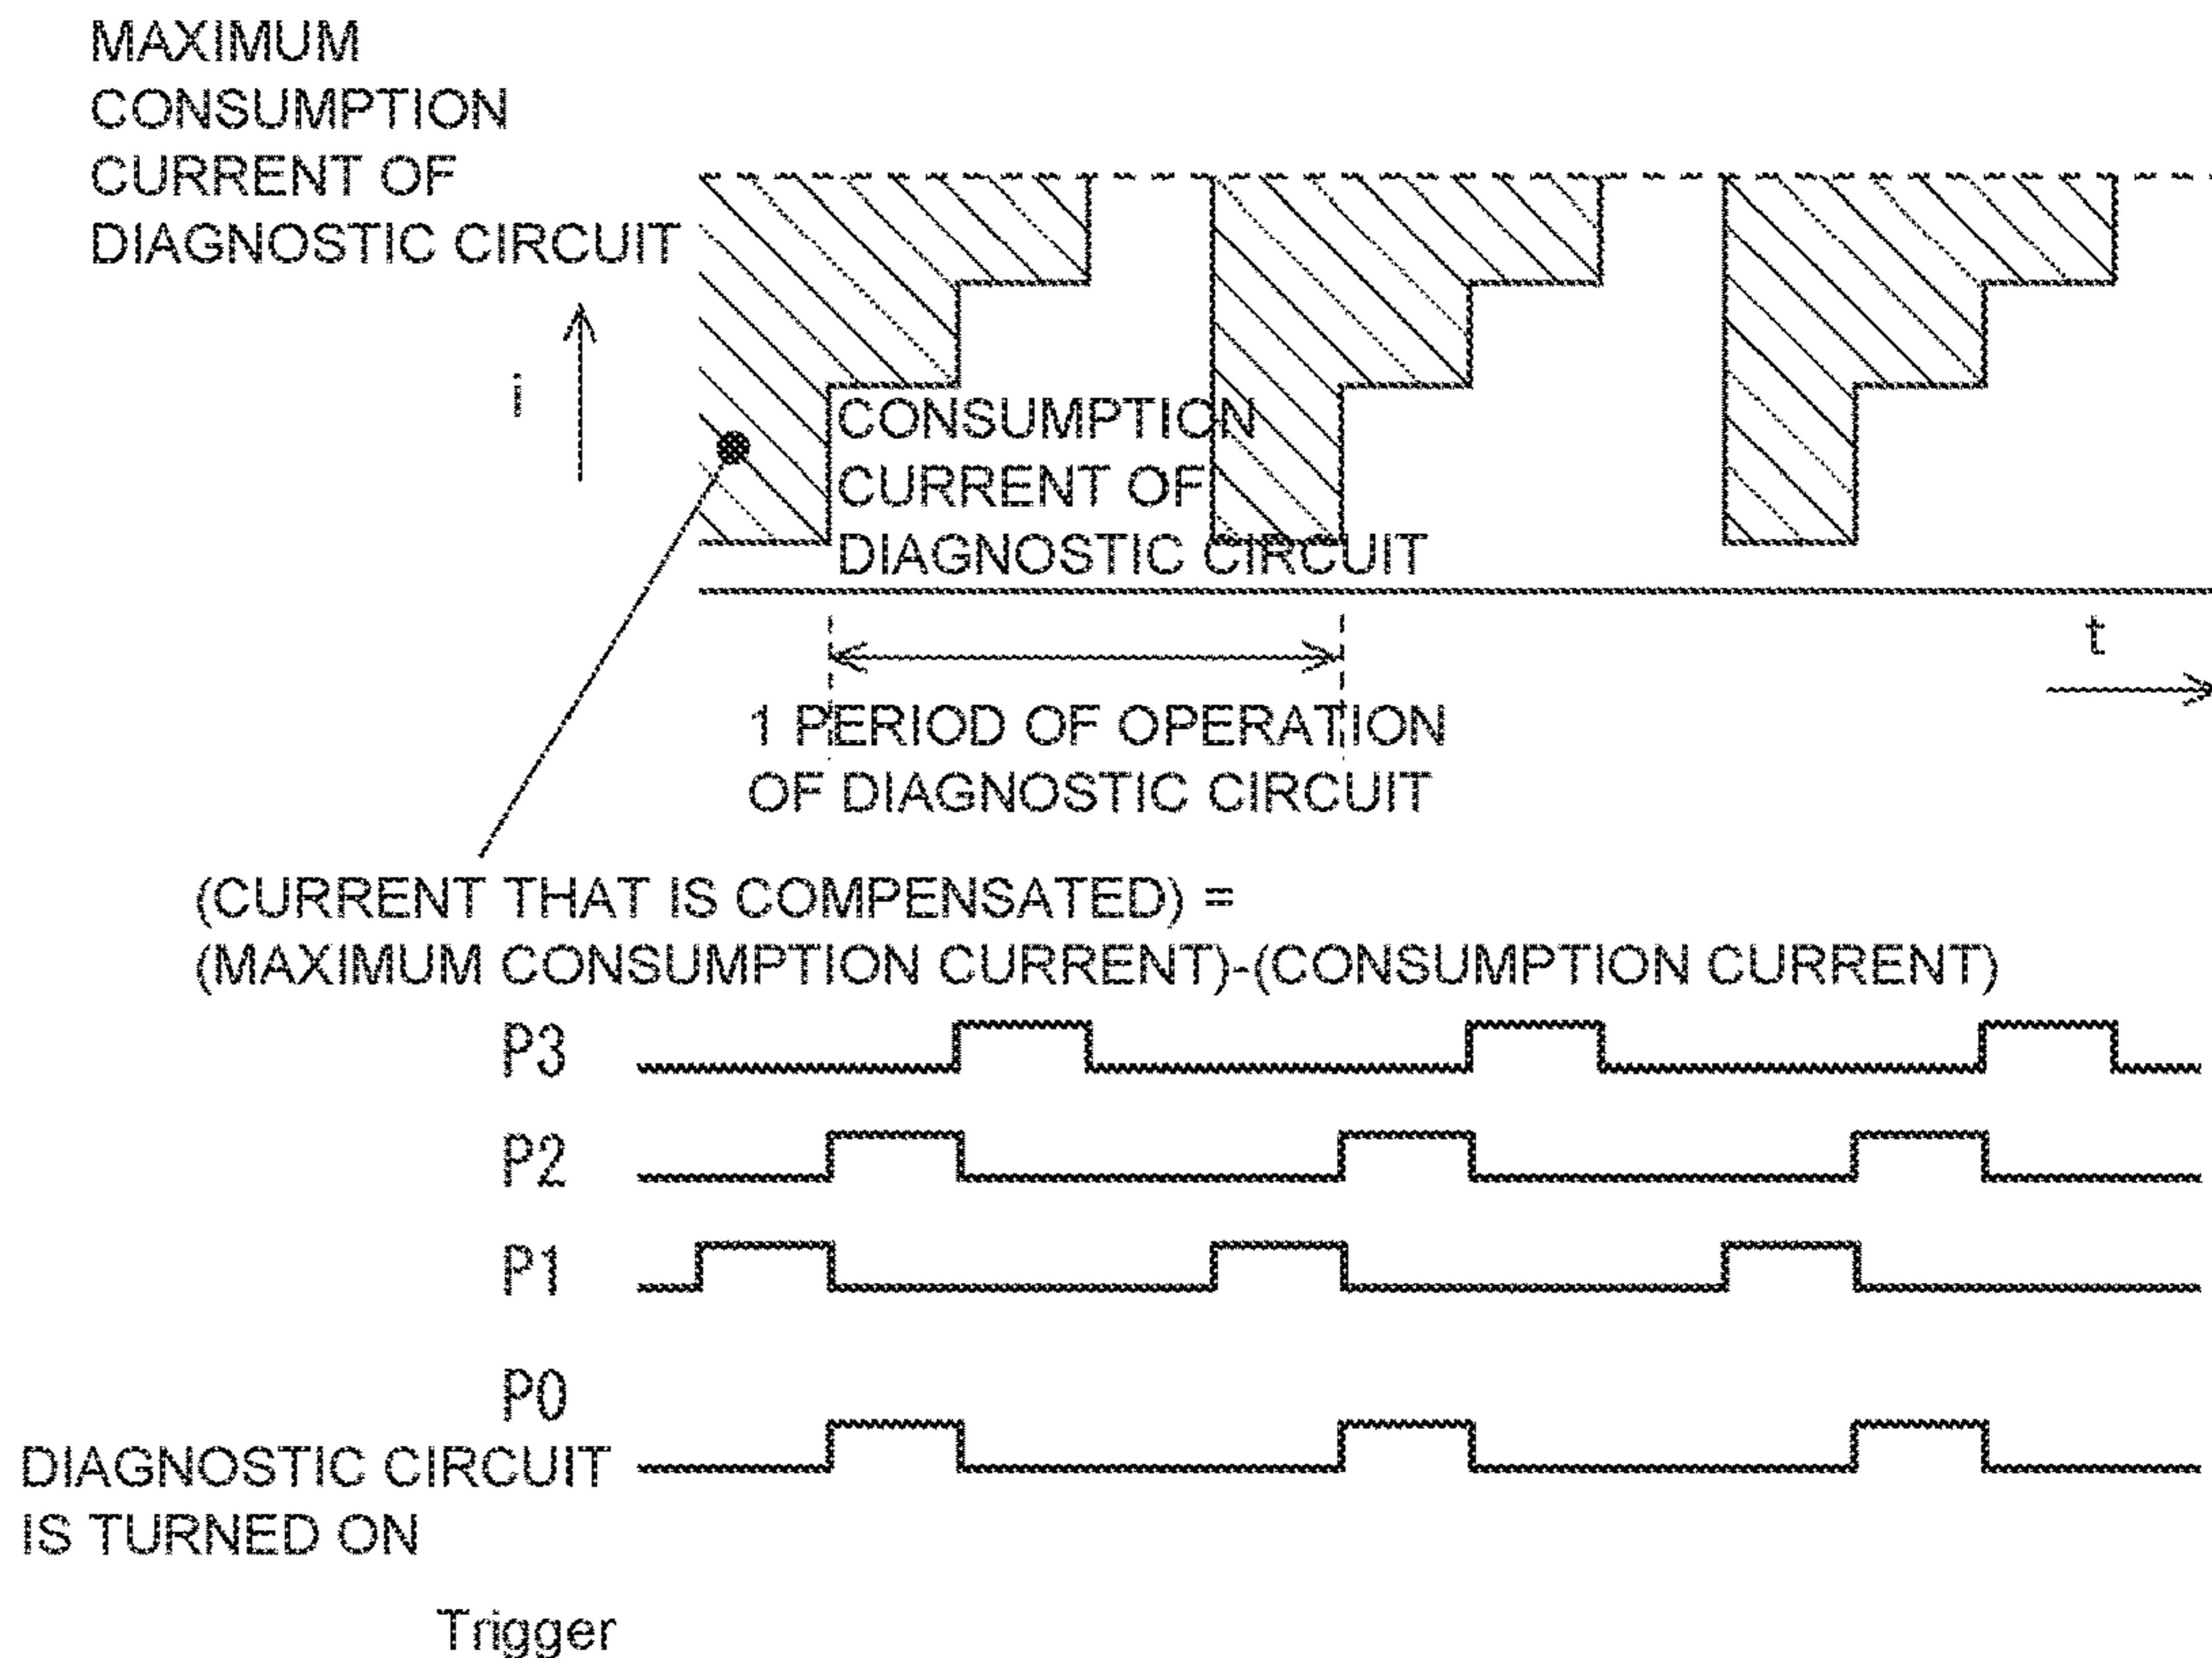 MAXIMUM
CONSUMPTION
CURRENT OF
DIAGNOSTIC CIRCUIT
i
CONSUMPTION
CURRENT OF
DIAGNOSTIC CIRCUIT
t
1 PERIOD OF OPERATION
OF DIAGNOSTIC CIRCUIT
(CURRENT THAT IS COMPENSATED) =
(MAXIMUM CONSUMPTION CURRENT)-(CONSUMPTION CURRENT)
P3
P2
P1
P0
DIAGNOSTIC CIRCUIT
IS TURNED ON
Trigger